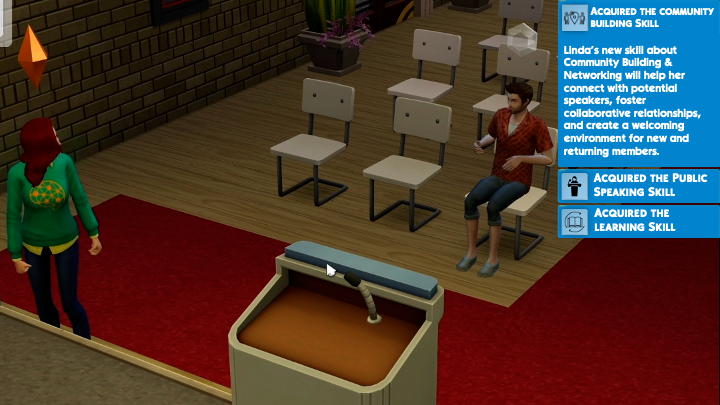 Acquired the community
building Skill
Linda's new skill about
Community Building &
Networking will help her
connect with potential
speakers, foster
collaborative relationships,
and create a welcoming
environment for new and
returning members.
Acquired the Public
Speaking Skill
Acquired the
learning Skill